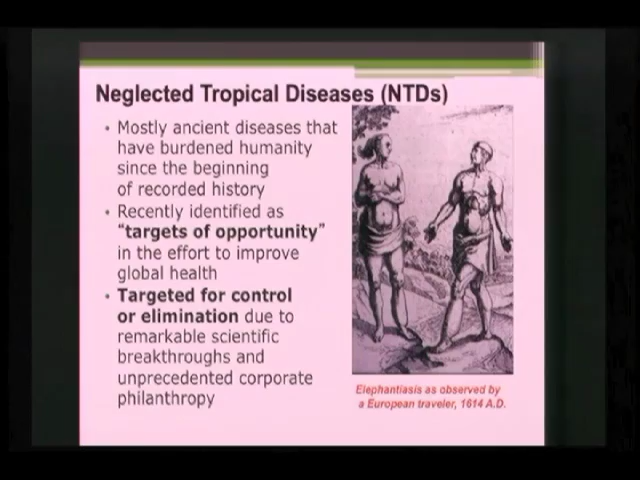 Neglected Tropical Diseases (NTDs)
• Mostly ancient diseases that
have burdened humanity
since the beginning
of recorded history
• Recently identified as
"targets of opportunity"
in the effort to improve
global health
• Targeted for control
or elimination due to
remarkable scientific
breakthroughs and
unprecedented corporate
philanthropy
Elephantiasis as observed by
a European traveler, 1614 A.D.